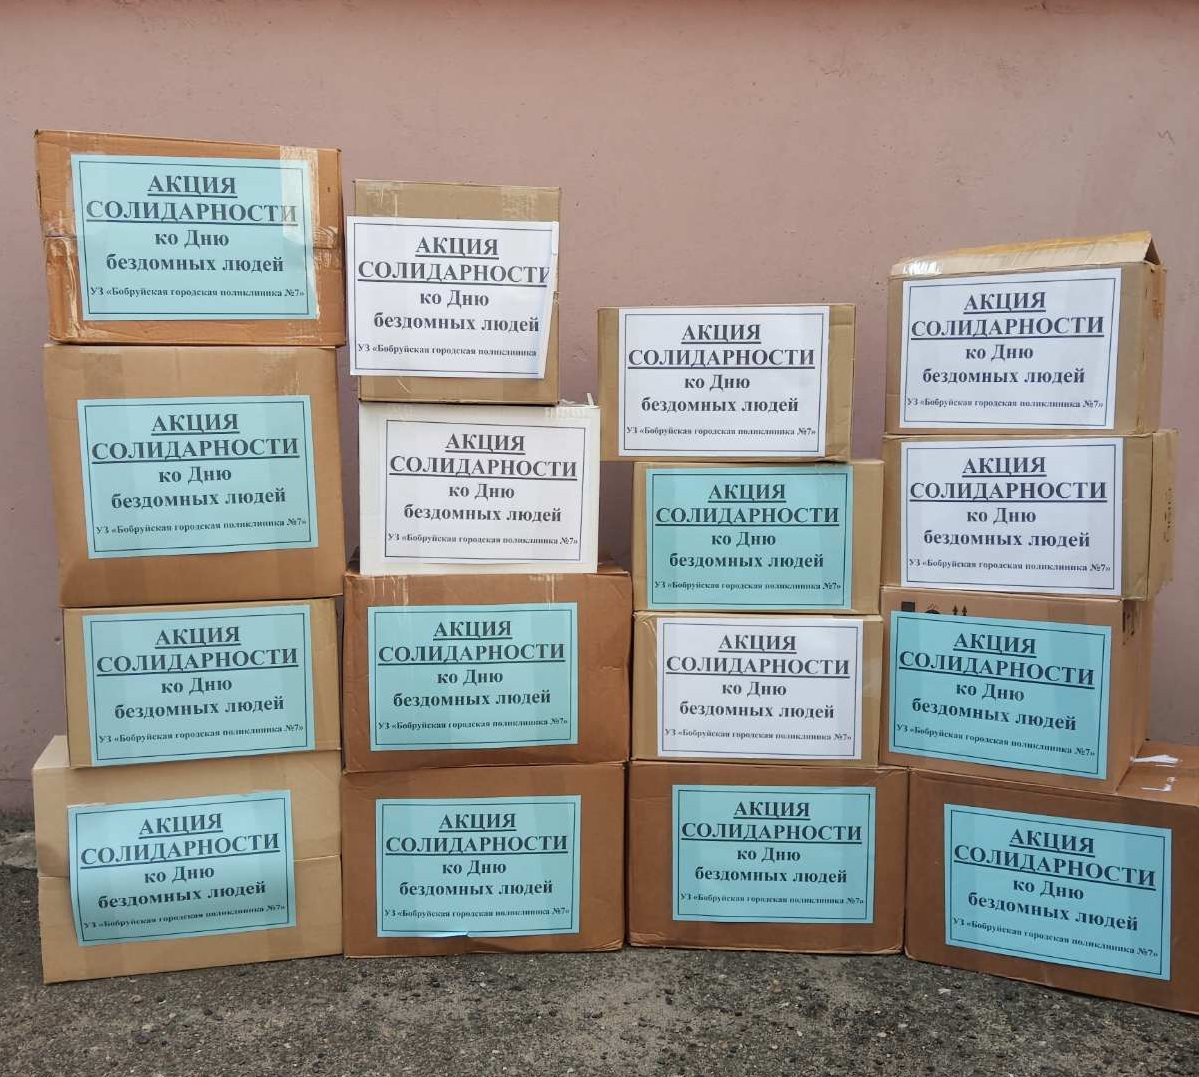 АКЦИЯ
СОЛИДАРНОСТИ
ко Дню
бездомных людей
УЗ «Бобруйская городская поликлиника №7»
АКЦИЯ
СОЛИДАРНОСТИ
ко Дню
бездомных людей
УЗ «Бобруйская городская поликлиника №7»
АКЦИЯ
СОЛИДАРНОСТИ
ко Дню
бездомных людей
УЗ «Бобруйская городская поликлиника №7»
АКЦИЯ
СОЛИДАРНОСТИ
ко Дню
бездомных людей
УЗ «Бобруйская городская поликлиника №7»
АКЦИЯ
СОЛИДАРНОСТИ
ко Дню
бездомных людей
УЗ «Бобруйская городская поликлиника
АКЦИЯ
СОЛИДАРНОСТИ
ко Дню
бездомных людей
УЗ «Бобруйская городская поликлиника №7»
АКЦИЯ
СОЛИДАРНОСТИ
ко Дню
бездомных людей
УЗ «Бобруйская городская поликлиника №7»
АКЦИЯ
СОЛИДАРНОСТИ
ко Дню
бездомных людей
УЗ «Бобруйская городская поликлиника №7»
АКЦИЯ
СОЛИДАРНОСТИ
ко Дню
бездомных людей
УЗ «Бобруйская городская поликлиника №7»
АКЦИЯ
СОЛИДАРНОСТИ
ко Дню
бездомных людей
УЗ «Бобруйская городская поликлиника №7»
АКЦИЯ
СОЛИДАРНОСТИ
ко Дню
бездомных людей
УЗ «Бобруйская городская поликлиника №7»
АКЦИЯ
СОЛИДАРНОСТИ
ко Дню
бездомных людей
УЗ «Бобруйская городская поликлиника №7»
АКЦИЯ
СОЛИДАРНОСТИ
ко Дню
бездомных людей
УЗ «Бобруйская городская поликлиника №7»
АКЦИЯ
СОЛИДАРНОСТИ
ко Дню
бездомных людей
УЗ «Бобруйская городская поликлиника №7»
АКЦИЯ
СОЛИДАРНОСТИ
ко Дню
бездомных людей
УЗ «Бобруйская городская поликлиника №7»
АКЦИЯ
СОЛИДАРНОСТИ
ко Дню
бездомных людей
УЗ «Бобруйская городская поликлиника №7»